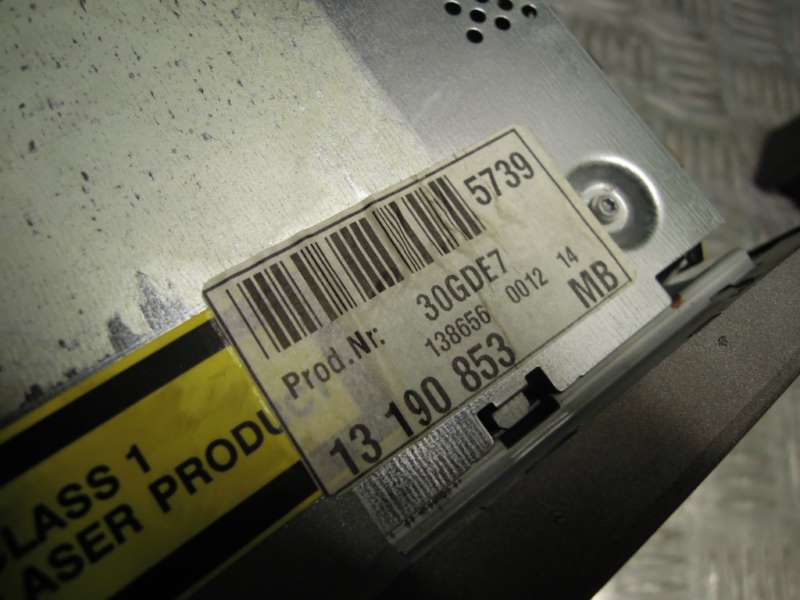 5739
Prod.Nr: 30GDE7
138656 0012 14
13 190 853 MB
CLASS 1
LASER PRODU